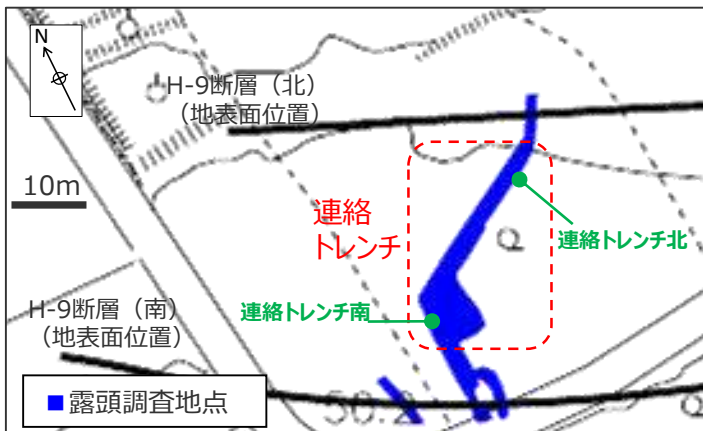 N
H-9断層（北）
（地表面位置）
10m
連絡
トレンチ
連絡トレンチ北
連絡トレンチ南
H-9断層（南）
（地表面位置）
■露頭調査地点